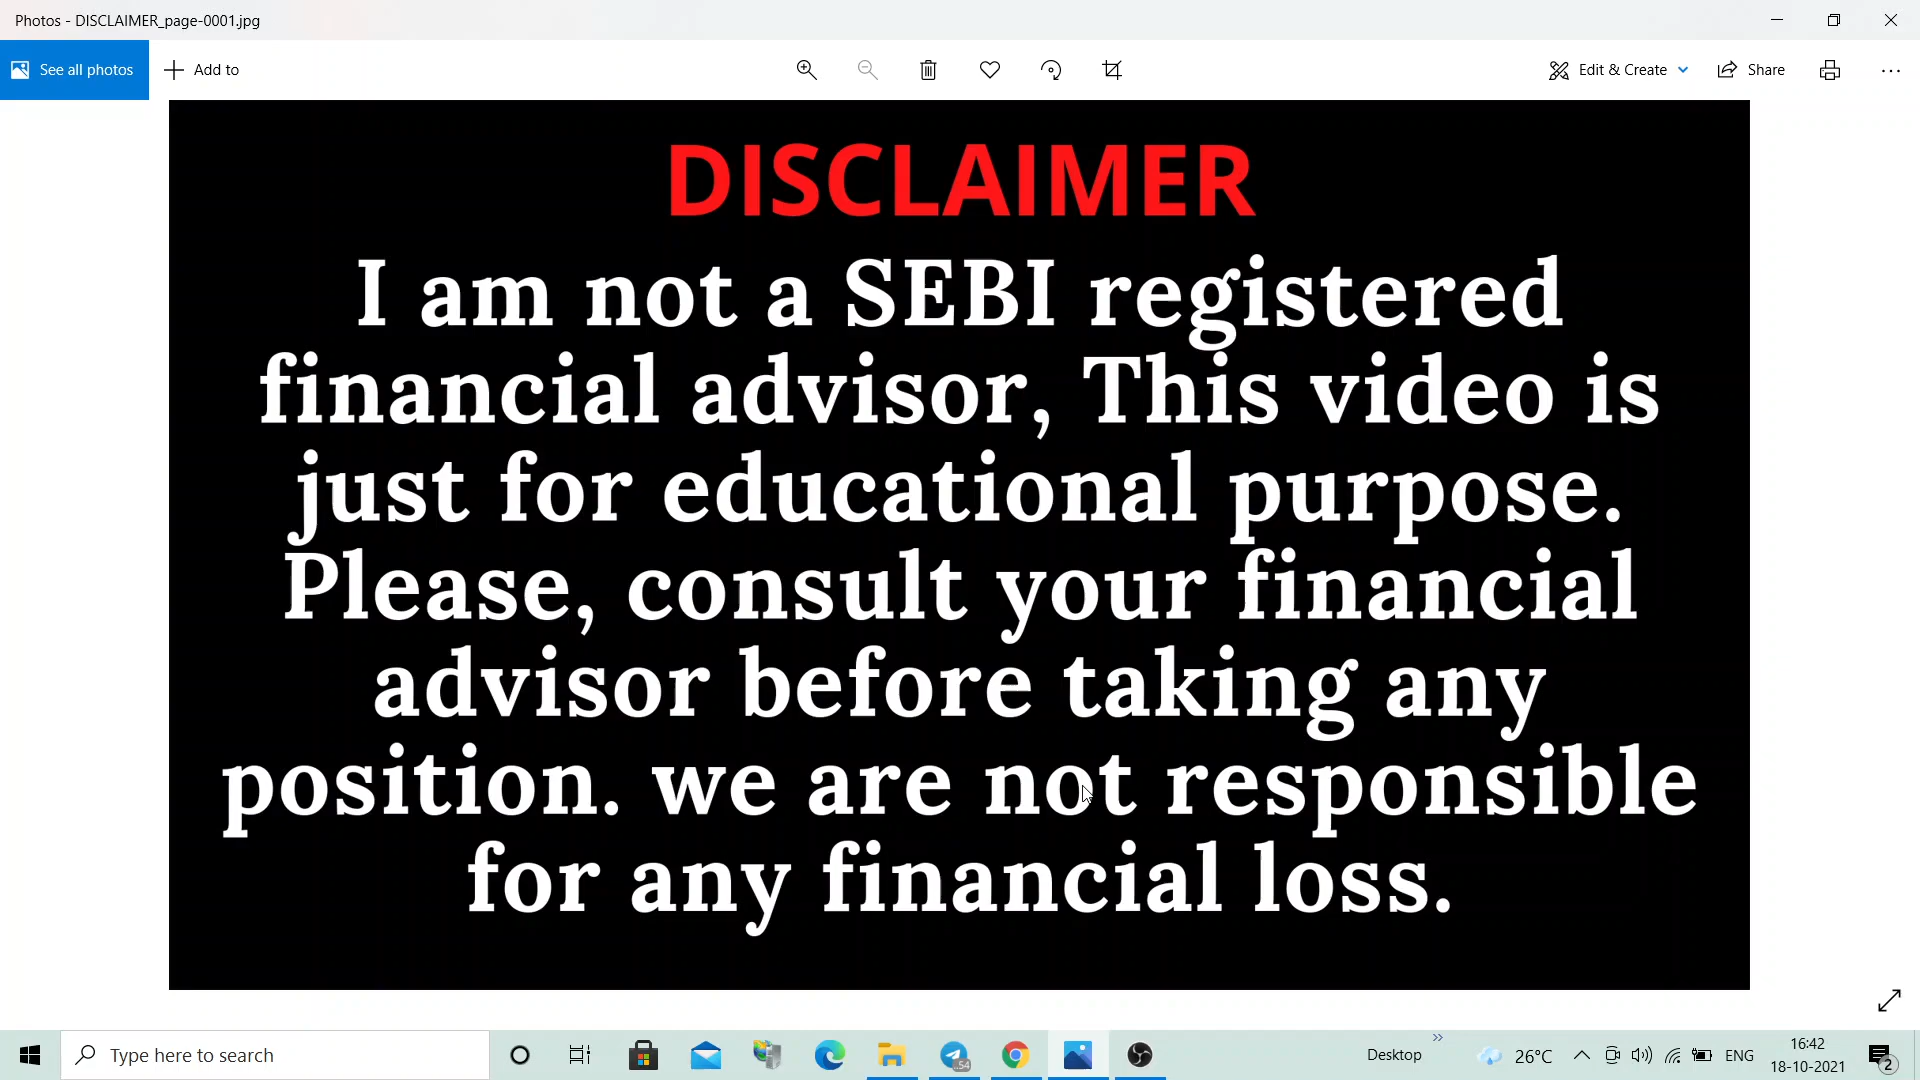 Photos - DISCLAIMER_page-0001.jpg
See all photos
Add to
Edit & Create
Share
DISCLAIMER
I am not a SEBI registered
financial advisor, This video is
just for educational purpose.
Please, consult your financial
advisor before taking any
position. we are not responsible
for any financial loss.
Type here to search
54
Desktop
26°C
ENG
16:42
18-10-2021
2